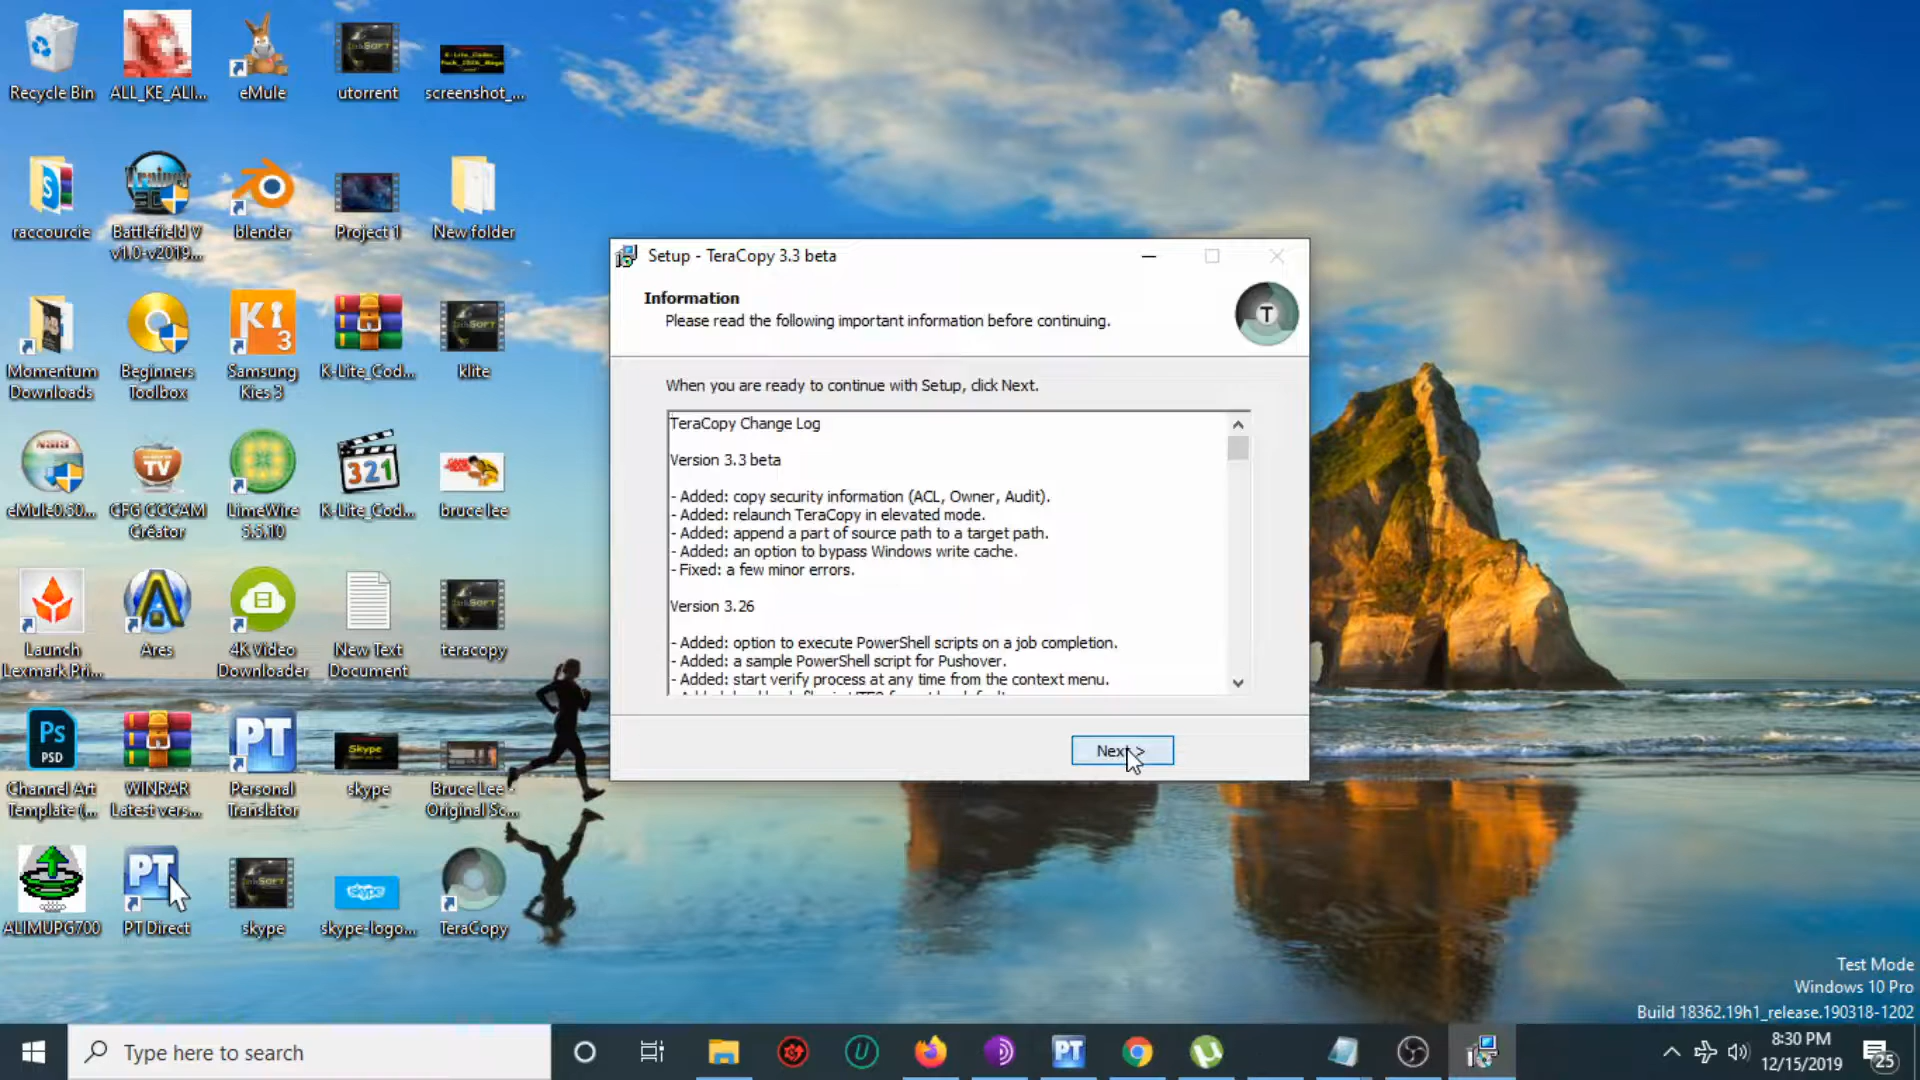 Recycle Bin
ALL_KE_ALI...
eMule
utorrent
screenshot_...
raccourcie
Battlefield V
v1.0-v2019...
blender
Project 1
New folder
Momentum
Downloads
Beginners
Toolbox
Samsung
Kies 3
K-Lite_Cod...
klite
eMule0.50...
CFG CCCAM
Creator
LimeWire
5.5.10
K-Lite_Cod...
bruce lee
Launch
Lexmark Pri...
Ares
4K Video
Downloader
New Text
Document
teracopy
Ps
PSD
PT
Skype
Channel Art
Template (...
WINRAR
Latest vers...
Personal
Translator
skype
Bruce Lee -
Original Sc...
PT
skype
ALIMUPG700
PT Direct
skype
skype-logo...
TeraCopy
Setup - TeraCopy 3.3 beta
Information
Please read the following important information before continuing.
T
When you are ready to continue with Setup, click Next.
TeraCopy Change Log
Version 3.3 beta
- Added: copy security information (ACL, Owner, Audit).
- Added: relaunch TeraCopy in elevated mode.
- Added: append a part of source path to a target path.
- Added: an option to bypass Windows write cache.
- Fixed: a few minor errors.
Version 3.26
- Added: option to execute PowerShell scripts on a job completion.
- Added: a sample PowerShell script for Pushover.
- Added: start verify process at any time from the context menu.
Next >
Test Mode
Windows 10 Pro
Build 18362.19h1_release.190318-1202
Type here to search
PT
8:30 PM
12/15/2019
25